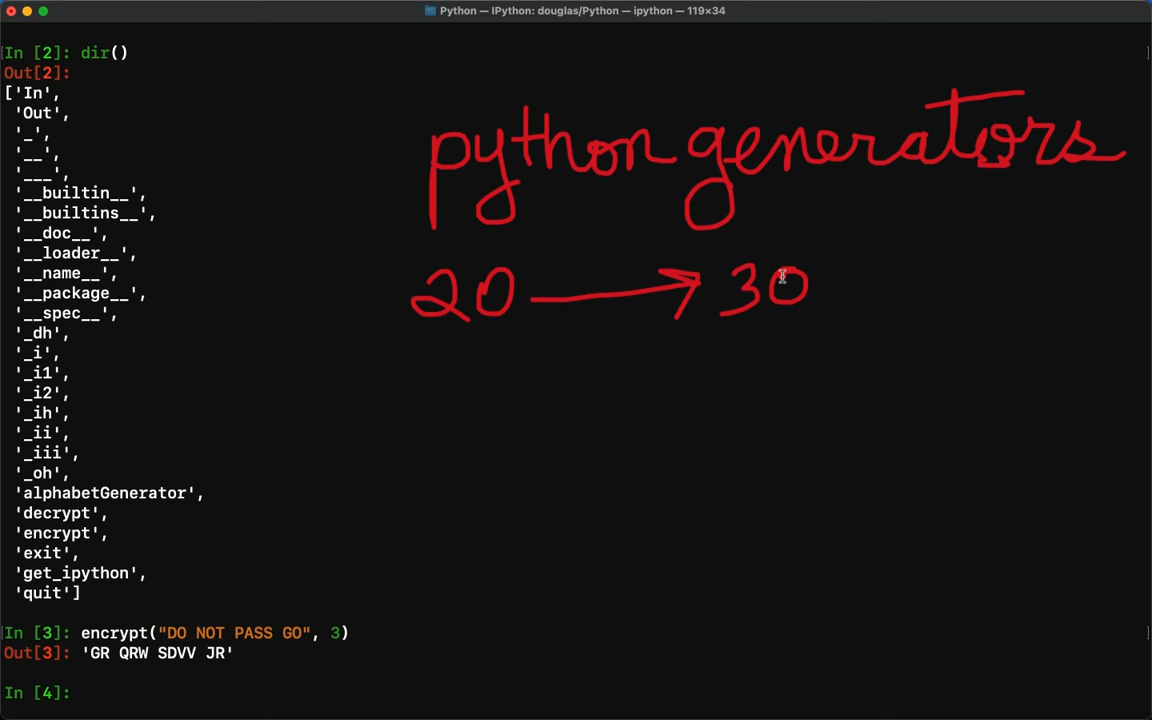 Python — IPython: douglas/Python — ipython — 119×34
In [2]: dir()
Out[2]:
['In',
'Out',
'_',
'__',
'___',
'__builtin__',
'__builtins__',
'__doc__',
'__loader__',
'__name__',
'__package__',
'__spec__',
'_dh',
'_i',
'_i1',
'_i2',
'_ih',
'_ii',
'_iii',
'_oh',
'alphabetGenerator',
'decrypt',
'encrypt',
'exit',
'get_ipython',
'quit']
python generators
20 → 30
In [3]: encrypt("DO NOT PASS GO", 3)
Out[3]: 'GR QRW SDVV JR'
In [4]: